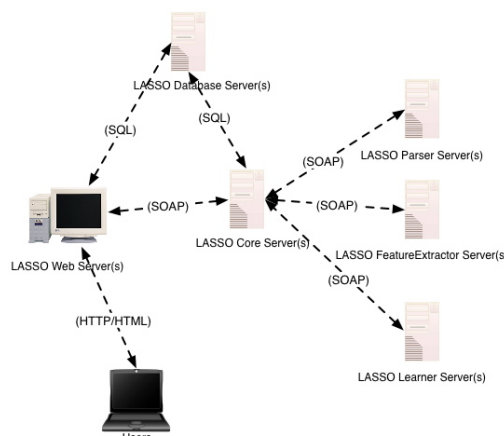 LASSO Database Server(s)
(SQL)
(SQL)
(SOAP)
LASSO Parser Server(s)
(SOAP)
(SOAP)
LASSO Core Server(s)
LASSO FeatureExtractor Server(s)
LASSO Web Server(s)
(SOAP)
(HTTP/HTML)
LASSO Learner Server(s)
Users